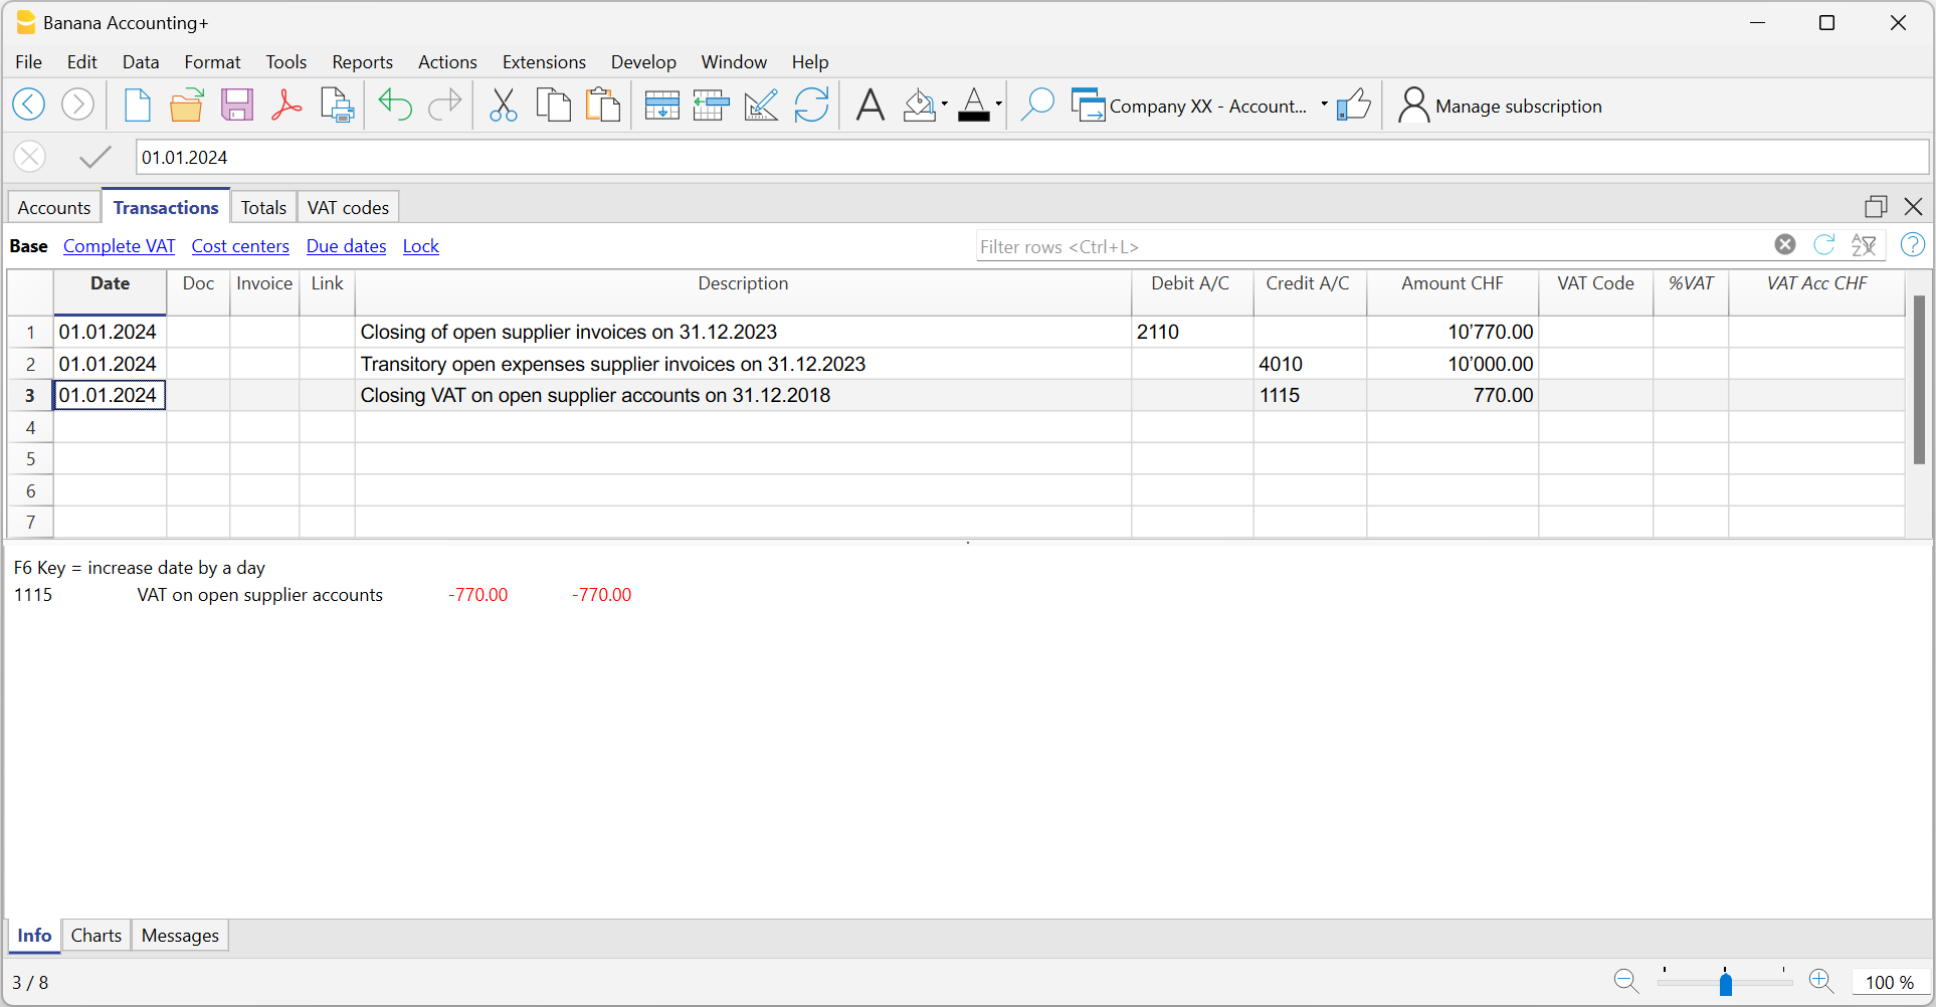 Banana Accounting+
File Edit Data Format Tools Reports Actions Extensions Develop Window Help
Company XX - Account... Manage subscription
01.01.2024
Accounts Transactions Totals VAT codes
Base Complete VAT Cost centers Due dates Lock Filter rows <Ctrl+L>
Date Doc Invoice Link Description Debit A/C Credit A/C Amount CHF VAT Code %VAT VAT Acc CHF
1 01.01.2024 Closing of open supplier invoices on 31.12.2023 2110 10’770.00
2 01.01.2024 Transitory open expenses supplier invoices on 31.12.2023 4010 10’000.00
3 01.01.2024 Closing VAT on open supplier accounts on 31.12.2018 1115 770.00
4
5
6
7
F6 Key = increase date by a day
1115 VAT on open supplier accounts -770.00 -770.00
Info Charts Messages
3 / 8 100 %